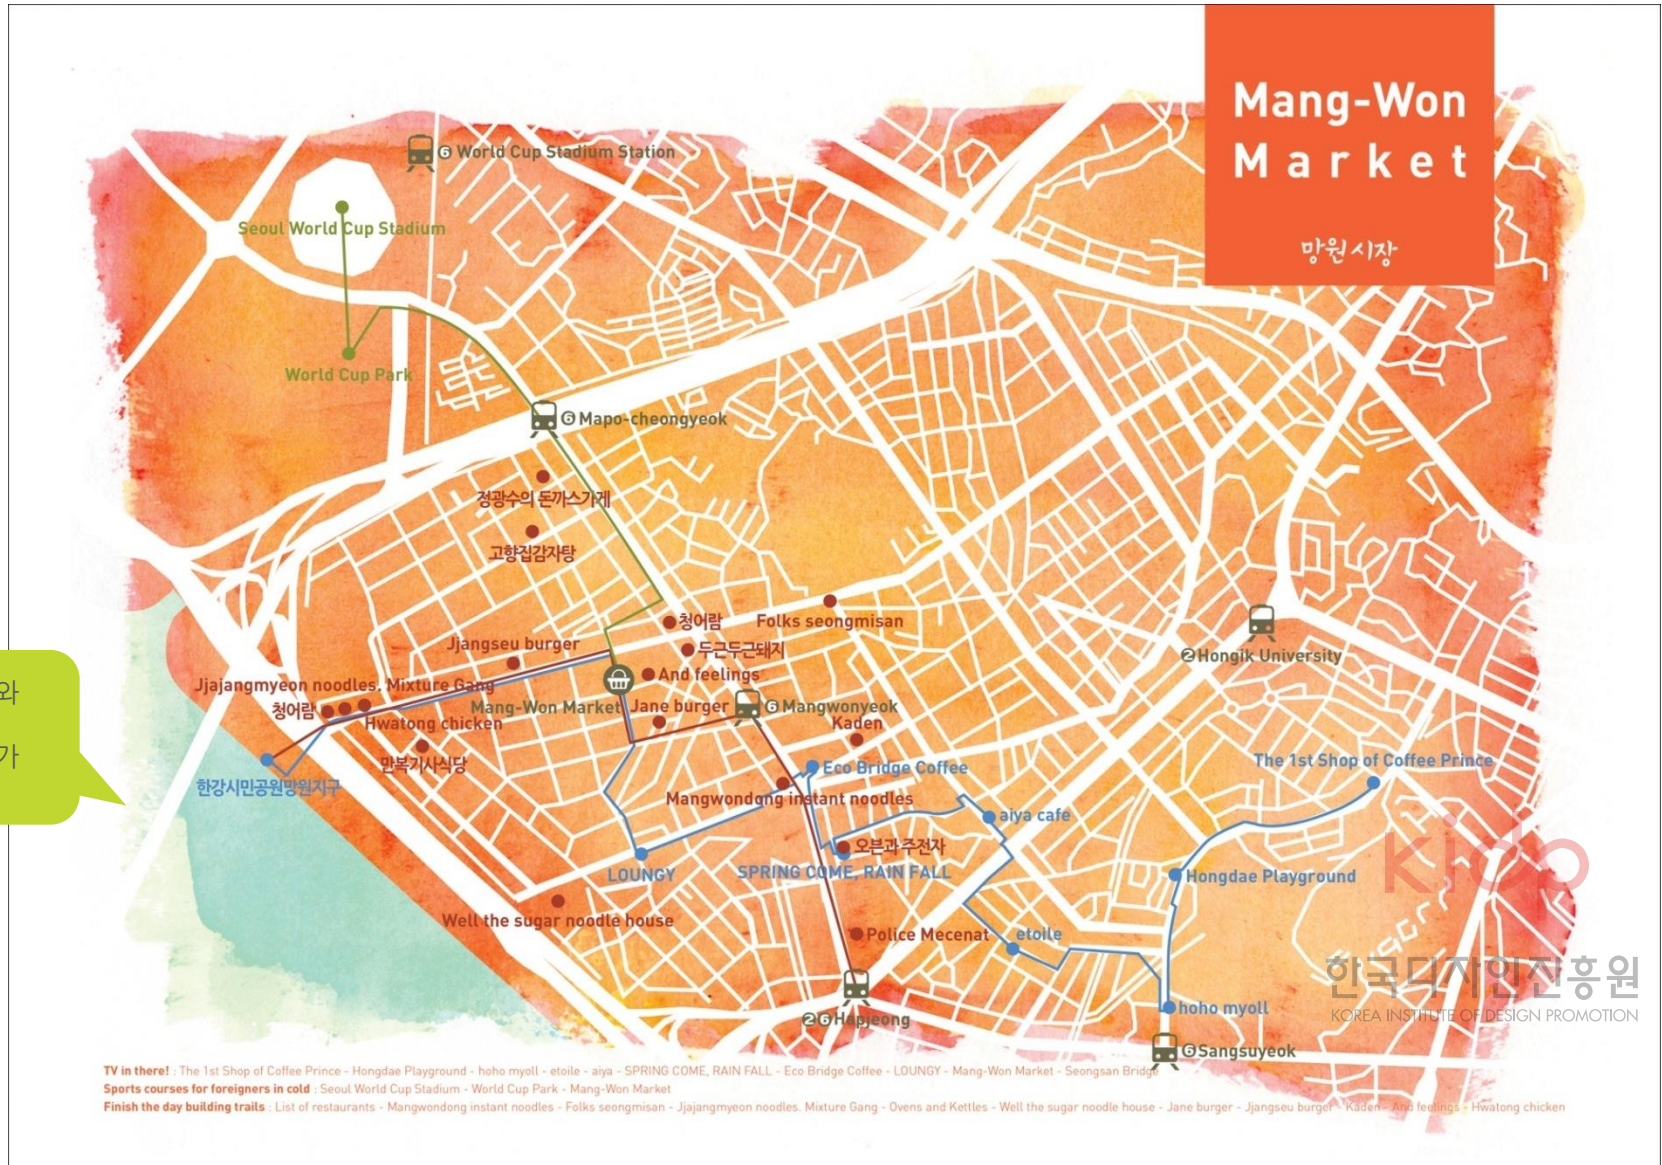 Mang-Won
Market
망원시장
⑥ World Cup Stadium Station
Seoul World Cup Stadium
World Cup Park
⑥ Mapo-cheongyeok
정광수의 돈까스가게
고향집감자탕
청어람
Folks seongmisan
두근두근돼지
Jjangseu burger
And feelings
②Hongik University
Jjajangmyeon noodles. Mixture Gang
청어람
Mang-Won Market
Jane burger
⑥ Mangwonyeok
Hwatong chicken
Kaden
만복기사식당
한강시민공원망원지구
Eco Bridge Coffee
The 1st Shop of Coffee Prince
Mangwondong instant noodles
aiya cafe
오븐과주전자
LOUNGY
SPRING COME, RAIN FALL
Hongdae Playground
Well the sugar noodle house
Police Mecenat
etoile
hoho myoll
②⑥Hapjeong
⑥Sangsuyeok
와
가
kidp
한국디자인진흥원
KOREA INSTITUTE OF DESIGN PROMOTION
TV in there! : The 1st Shop of Coffee Prince - Hongdae Playground - hoho myoll - etoile - aiya - SPRING COME, RAIN FALL - Eco Bridge Coffee - LOUNGY - Mang-Won Market - Seongsan Bridge
Sports courses for foreigners in cold : Seoul World Cup Stadium - World Cup Park - Mang-Won Market
Finish the day building trails : List of restaurants - Mangwondong instant noodles - Folks seongmisan - Jjajangmyeon noodles. Mixture Gang - Ovens and Kettles - Well the sugar noodle house - Jane burger - Jjangseu burger - Kaden - And feelings - Hwatong chicken